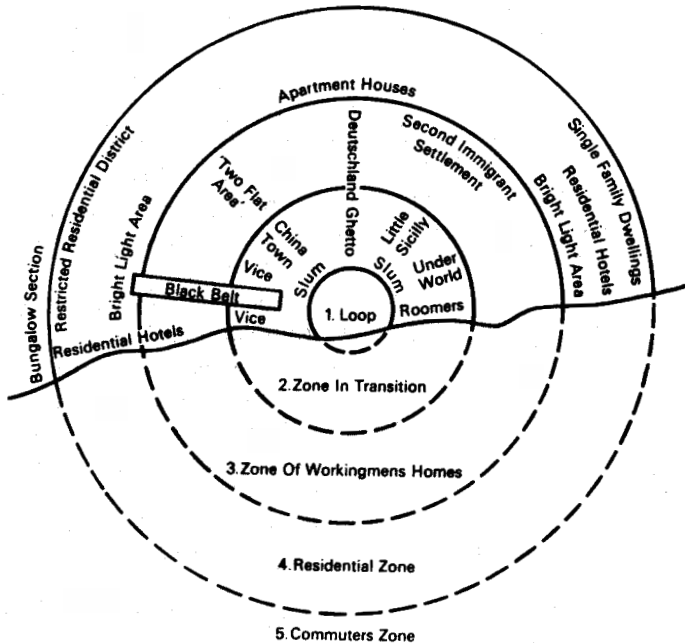 Apartment Houses
Single Family Dwellings
Residential Hotels
Bright Light Area
Second Immigrant
Settlement
Deutschland Ghetto
Two Flat
Area'
Restricted Residential District
Bungalow Section
Bright Light Area
China
Town
Vice
Slum
Little
Sicilly
Slum
Under
World
Roomers
Black Belt
Vice
Residential Hotels
1. Loop
2. Zone In Transition
3. Zone Of Workingmens Homes
4. Residential Zone
5. Commuters Zone